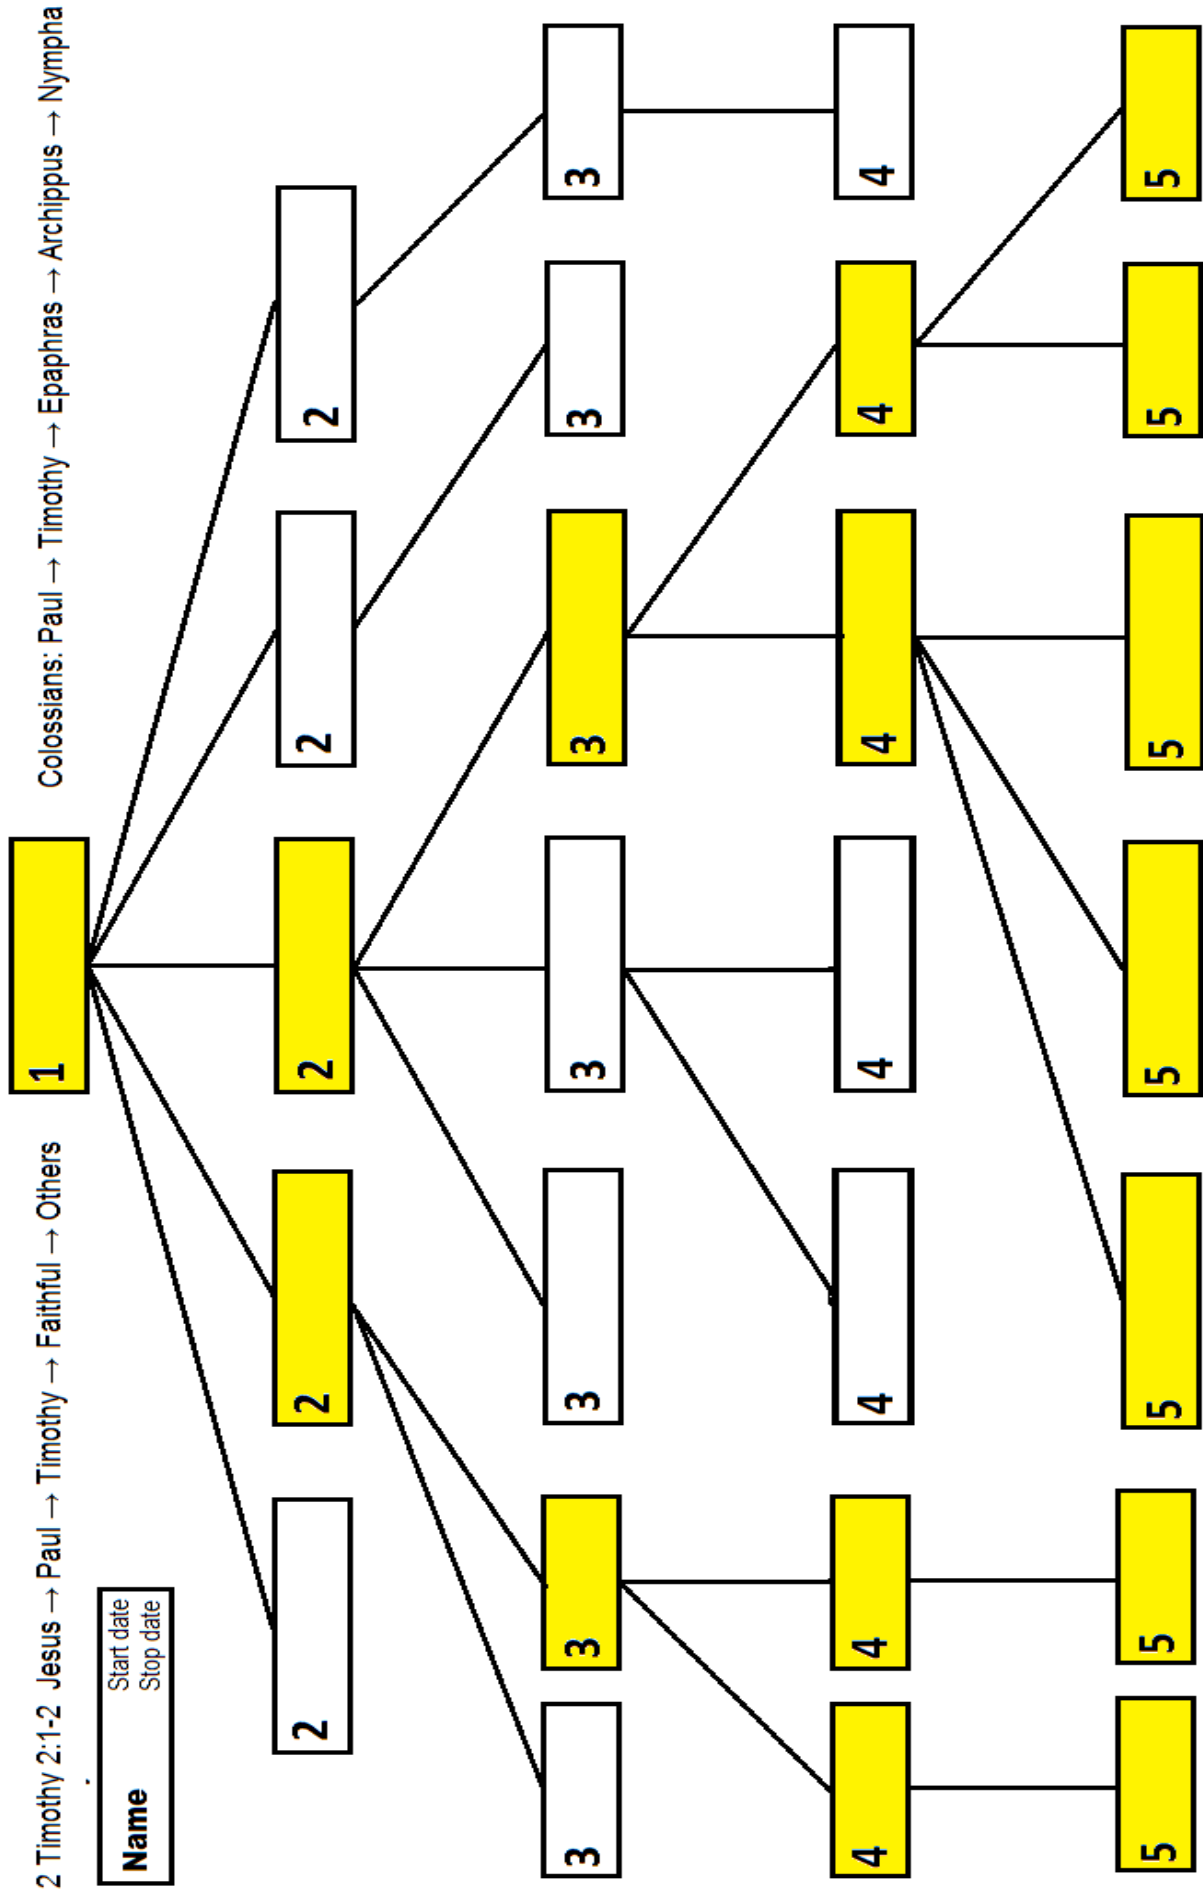 2 Timothy 2:1-2 Jesus → Paul → Timothy → Faithful → Others
Colossians: Paul → Timothy → Epaphras → Archippus → Nympha
Name
Start date
Stop date
1
2 2 2 2 2
3 3 3 3 3 3 3
4 4 4 4 4 4 4
5 5 5 5 5 5 5